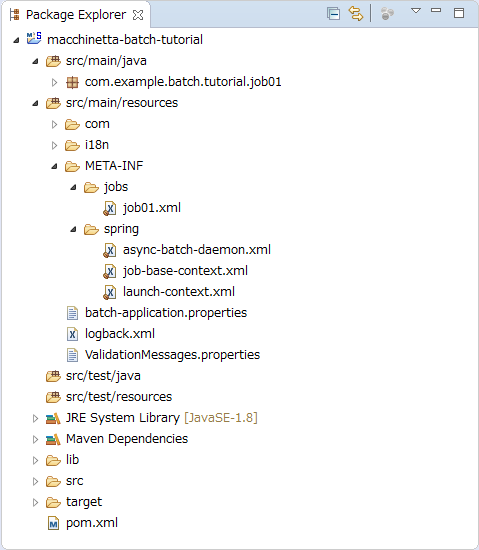 Package Explorer
macchinetta-batch-tutorial
src/main/java
com.example.batch.tutorial.job01
src/main/resources
com
i18n
META-INF
jobs
job01.xml
spring
async-batch-daemon.xml
job-base-context.xml
launch-context.xml
batch-application.properties
logback.xml
ValidationMessages.properties
src/test/java
src/test/resources
JRE System Library [JavaSE-1.8]
Maven Dependencies
lib
src
target
pom.xml